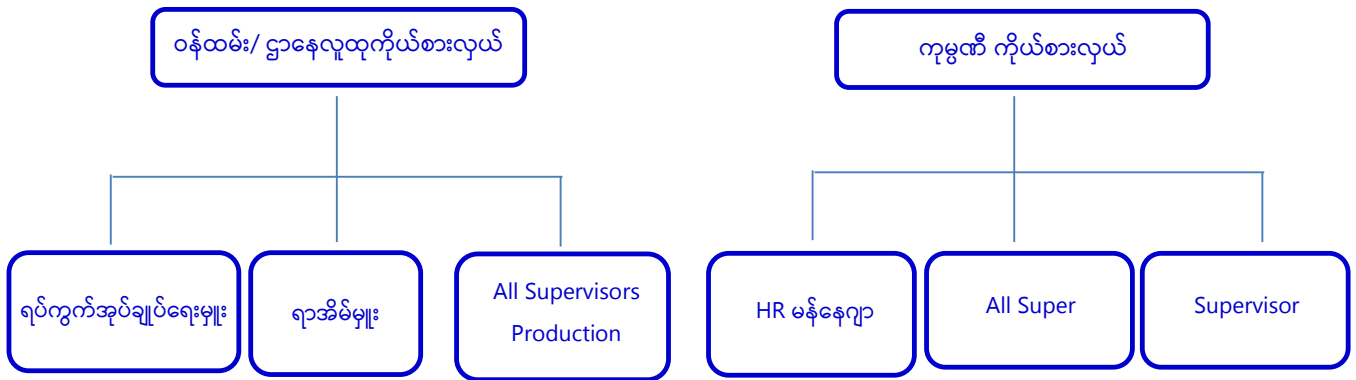 ဝန်ထမ်း/ ဌာနေလူထုကိုယ်စားလှယ်
ကုမ္ပဏီ ကိုယ်စားလှယ်
ရပ်ကွက်အုပ်ချုပ်ရေးမှူး
ရာအိမ်မှူး
All Supervisors
Production
HR မန်နေဂျာ
All Super
Supervisor